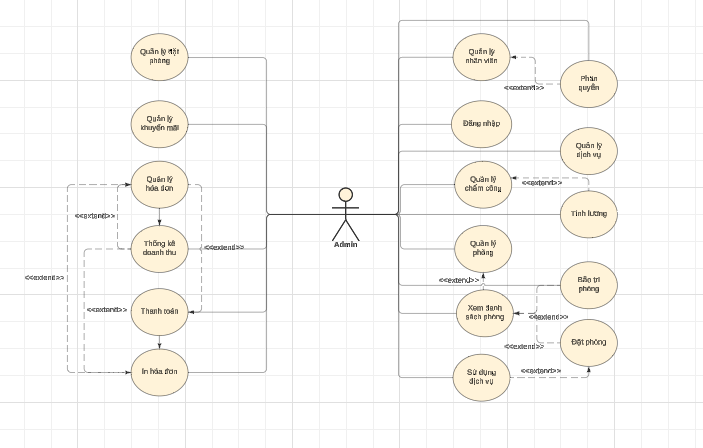 Quản lý đặt
phòng
Quản lý
khuyến mãi
Quản lý
hóa đơn
<<extend>>
Thống kê
doanh thu
<<extend>>
<<extend>>
Thanh toán
<<extend>>
In hóa đơn
Admin
Quản lý
nhân viên
Phân
quyền
<<extend>>
Đăng nhập
Quản lý
dịch vụ
Quản lý
chấm công
<<extend>>
Tính lương
Quản lý
phòng
<<extend>>
Bảo trì
phòng
Xem danh
sách phòng
<<extend>>
Đặt phòng
<<extend>>
Sử dụng
dịch vụ
<<extend>>